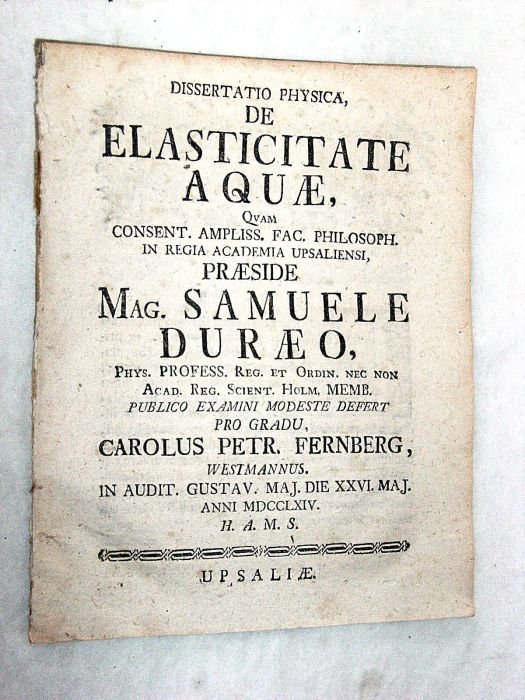 DISSERTATIO PHYSICA,
DE
ELASTICITATE
AQUÆ,
QVAM
CONSENT. AMPLISS. FAC. PHILOSOPH.
IN REGIA ACADEMIA UPSALIENSI,
PRÆSIDE
MAG. SAMUELE
DURÆO,
PHYS. PROFESS. REG. ET ORDIN. NEC NON
ACAD. REG. SCIENT. HOLM. MEMB.
PUBLICO EXAMINI MODESTE DEFERT
PRO GRADU,
CAROLUS PETR. FERNBERG,
WESTMANNUS.
IN AUDIT. GUSTAV. MAJ. DIE XXVI. MAJ.
ANNI MDCCLXIV.
H. A. M. S.
UPSALIÆ.